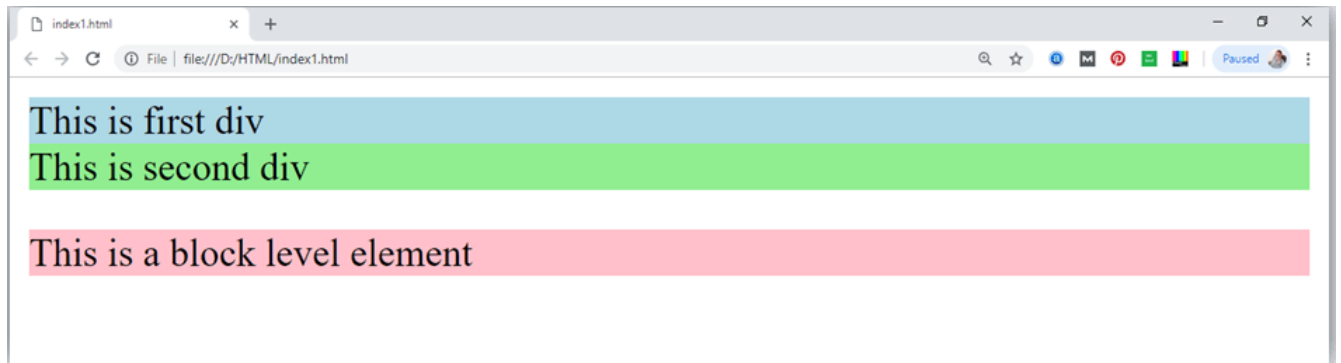 index1.html
File | file:///D:/HTML/index1.html
Paused
This is first div
This is second div
This is a block level element